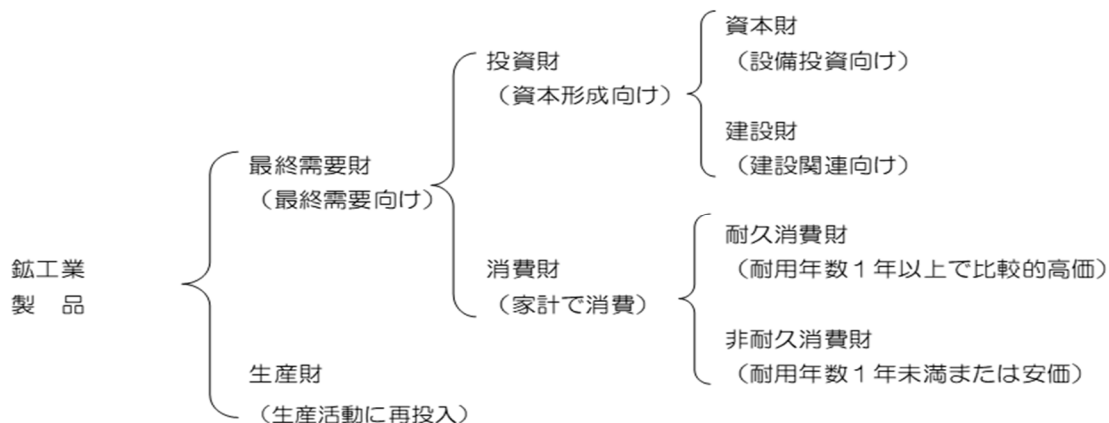 鉱工業
製　品
最終需要財
（最終需要向け）
投資財
（資本形成向け）
資本財
（設備投資向け）
建設財
（建設関連向け）
消費財
（家計で消費）
耐久消費財
（耐用年数１年以上で比較的高価）
非耐久消費財
（耐用年数１年未満または安価）
生産財
（生産活動に再投入）